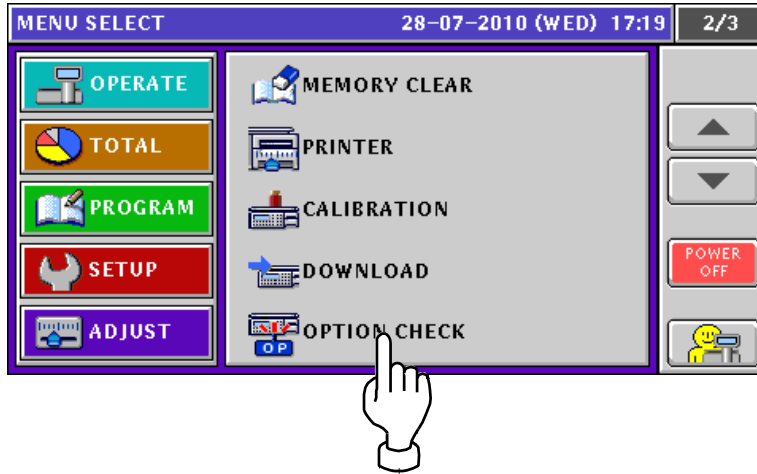 MENU SELECT 28-07-2010 (WED) 17:19 2/3
OPERATE
TOTAL
PROGRAM
SETUP
ADJUST
MEMORY CLEAR
PRINTER
CALIBRATION
DOWNLOAD
OP OPTION CHECK
POWER
OFF